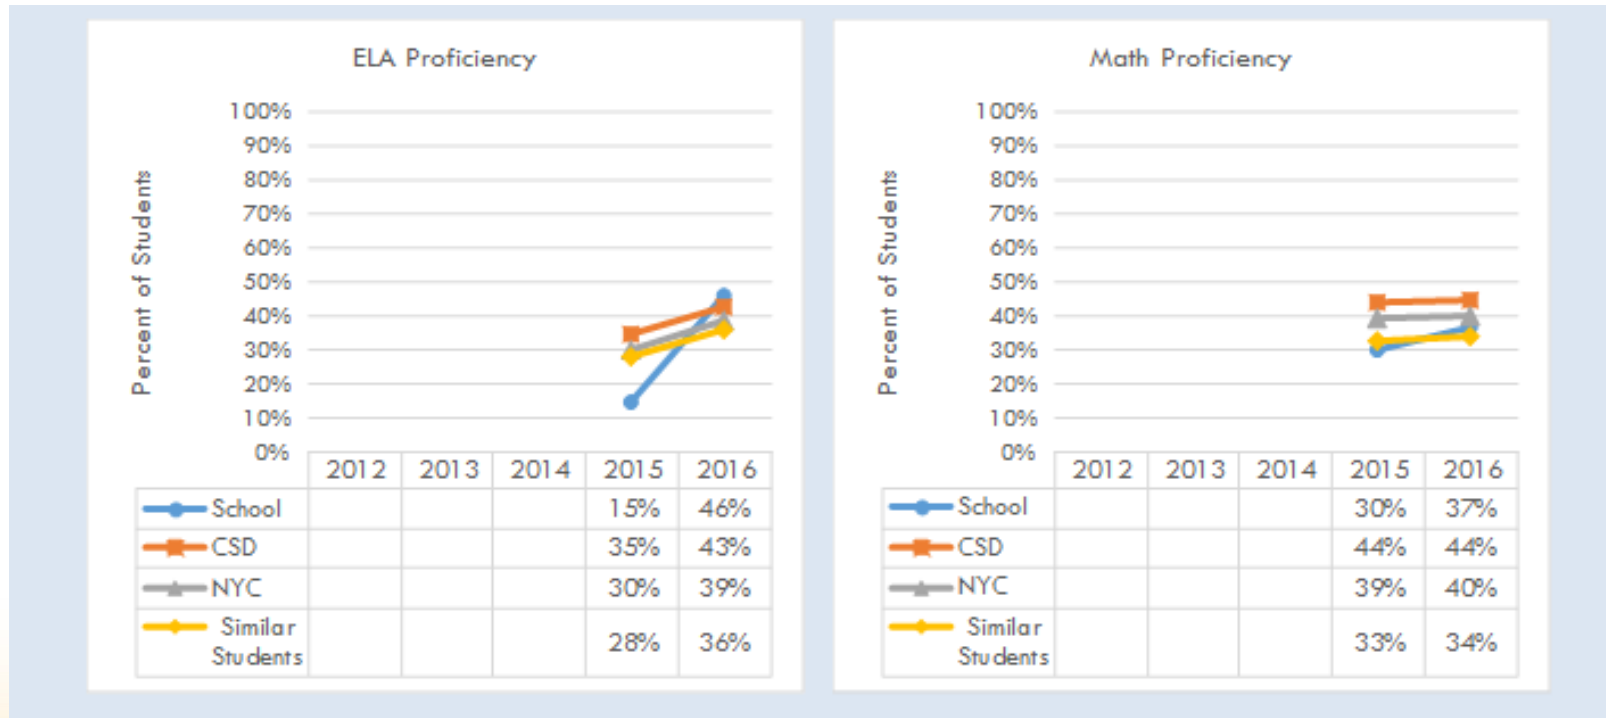 ELA Proficiency
Percent of Students
100%
90%
80%
70%
60%
50%
40%
30%
20%
10%
0%
2012 2013 2014 2015 2016
School 15% 46%
CSD 35% 43%
NYC 30% 39%
Similar
Students 28% 36%
Math Proficiency
Percent of Students
100%
90%
80%
70%
60%
50%
40%
30%
20%
10%
0%
2012 2013 2014 2015 2016
School 30% 37%
CSD 44% 44%
NYC 39% 40%
Similar
Students 33% 34%